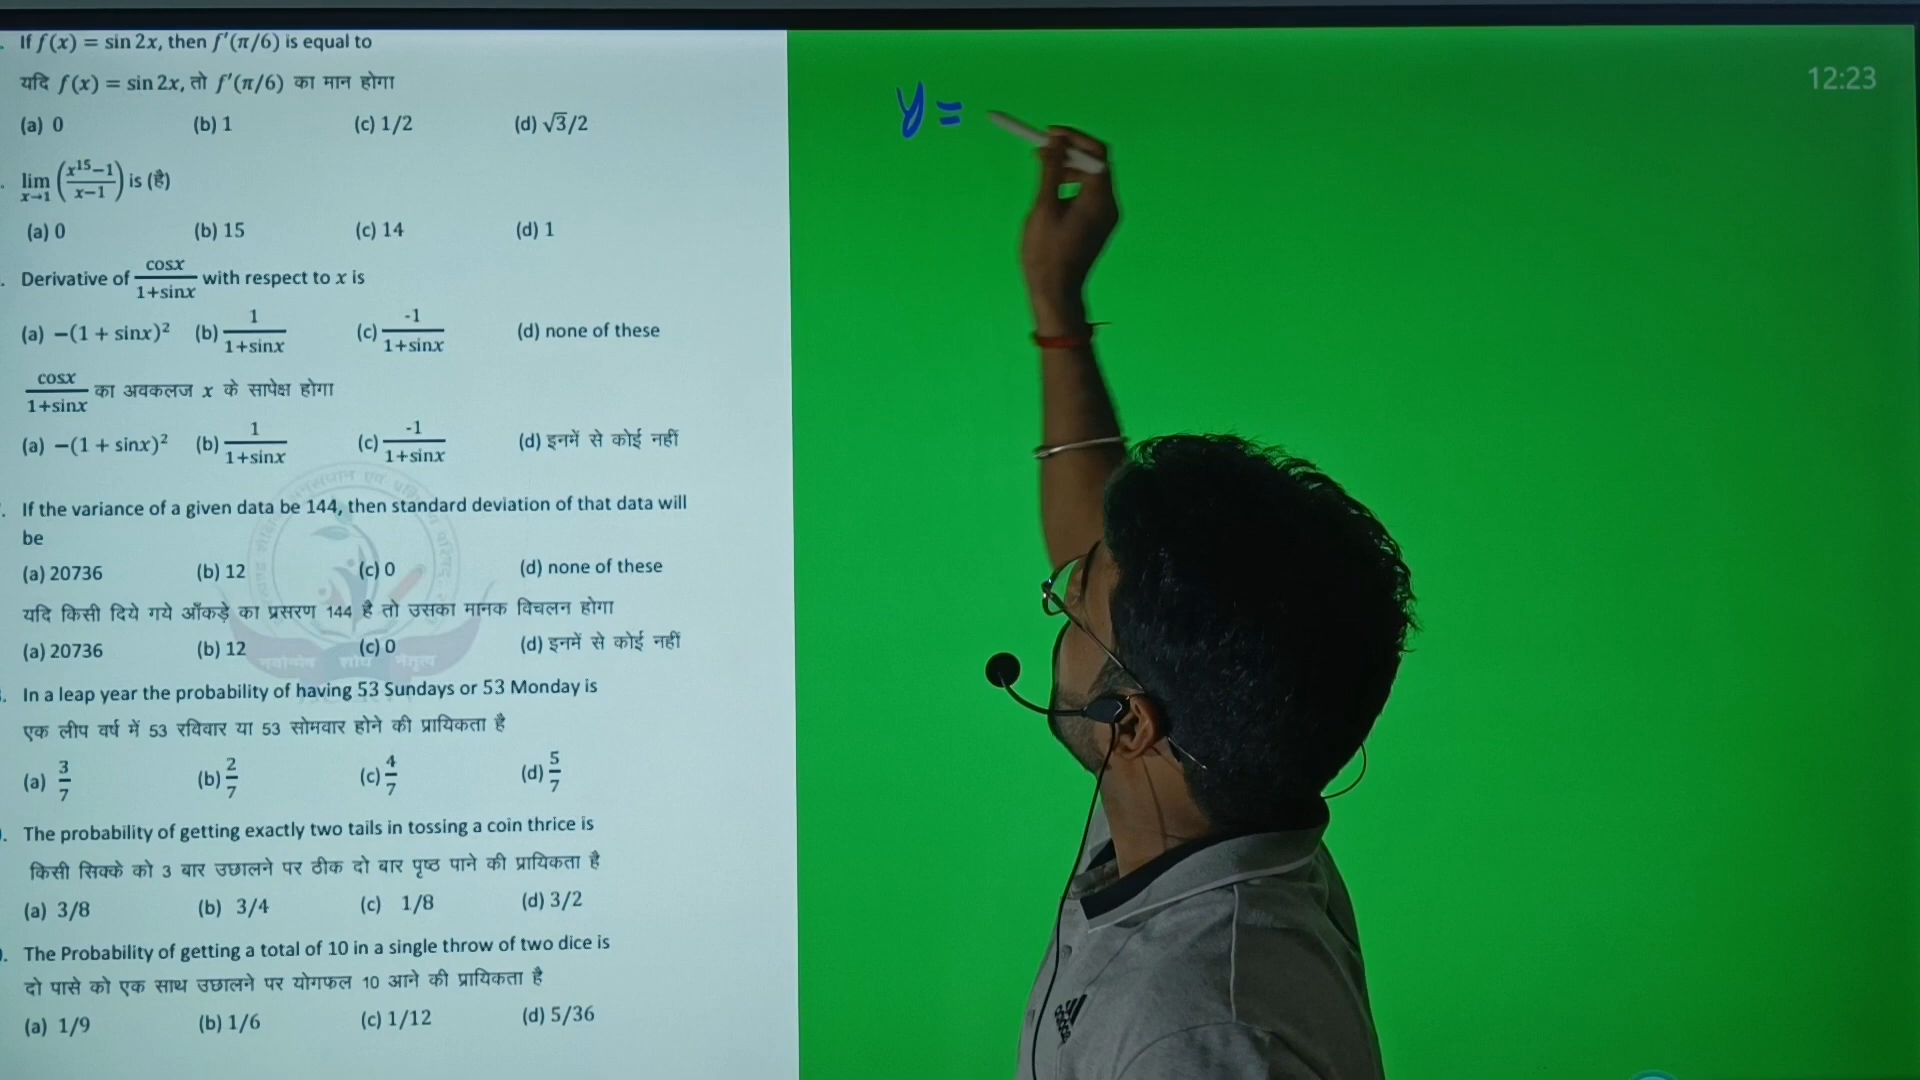 If f(x) = sin 2x, then f′(π/6) is equal to
यदि f(x) = sin 2x, तो f′(π/6) का मान होगा
(a) 0 (b) 1 (c) 1/2 (d) √3/2
lim x→1 (x¹⁵−1 / x−1) is (है)
(a) 0 (b) 15 (c) 14 (d) 1
Derivative of cosx / 1+sinx with respect to x is
(a) −(1 + sinx)² (b) 1 / 1+sinx (c) -1 / 1+sinx (d) none of these
cosx / 1+sinx का अवकलज x के सापेक्ष होगा
(a) −(1 + sinx)² (b) 1 / 1+sinx (c) -1 / 1+sinx (d) इनमें से कोई नहीं
If the variance of a given data be 144, then standard deviation of that data will
be
(a) 20736 (b) 12 (c) 0 (d) none of these
यदि किसी दिये गये आँकड़े का प्रसरण 144 है तो उसका मानक विचलन होगा
(a) 20736 (b) 12 (c) 0 (d) इनमें से कोई नहीं
In a leap year the probability of having 53 Sundays or 53 Monday is
एक लीप वर्ष में 53 रविवार या 53 सोमवार होने की प्रायिकता है
(a) 3/7 (b) 2/7 (c) 4/7 (d) 5/7
The probability of getting exactly two tails in tossing a coin thrice is
किसी सिक्के को 3 बार उछालने पर ठीक दो बार पृष्ठ पाने की प्रायिकता है
(a) 3/8 (b) 3/4 (c) 1/8 (d) 3/2
The Probability of getting a total of 10 in a single throw of two dice is
दो पासे को एक साथ उछालने पर योगफल 10 आने की प्रायिकता है
(a) 1/9 (b) 1/6 (c) 1/12 (d) 5/36
y =
12:23
adidas